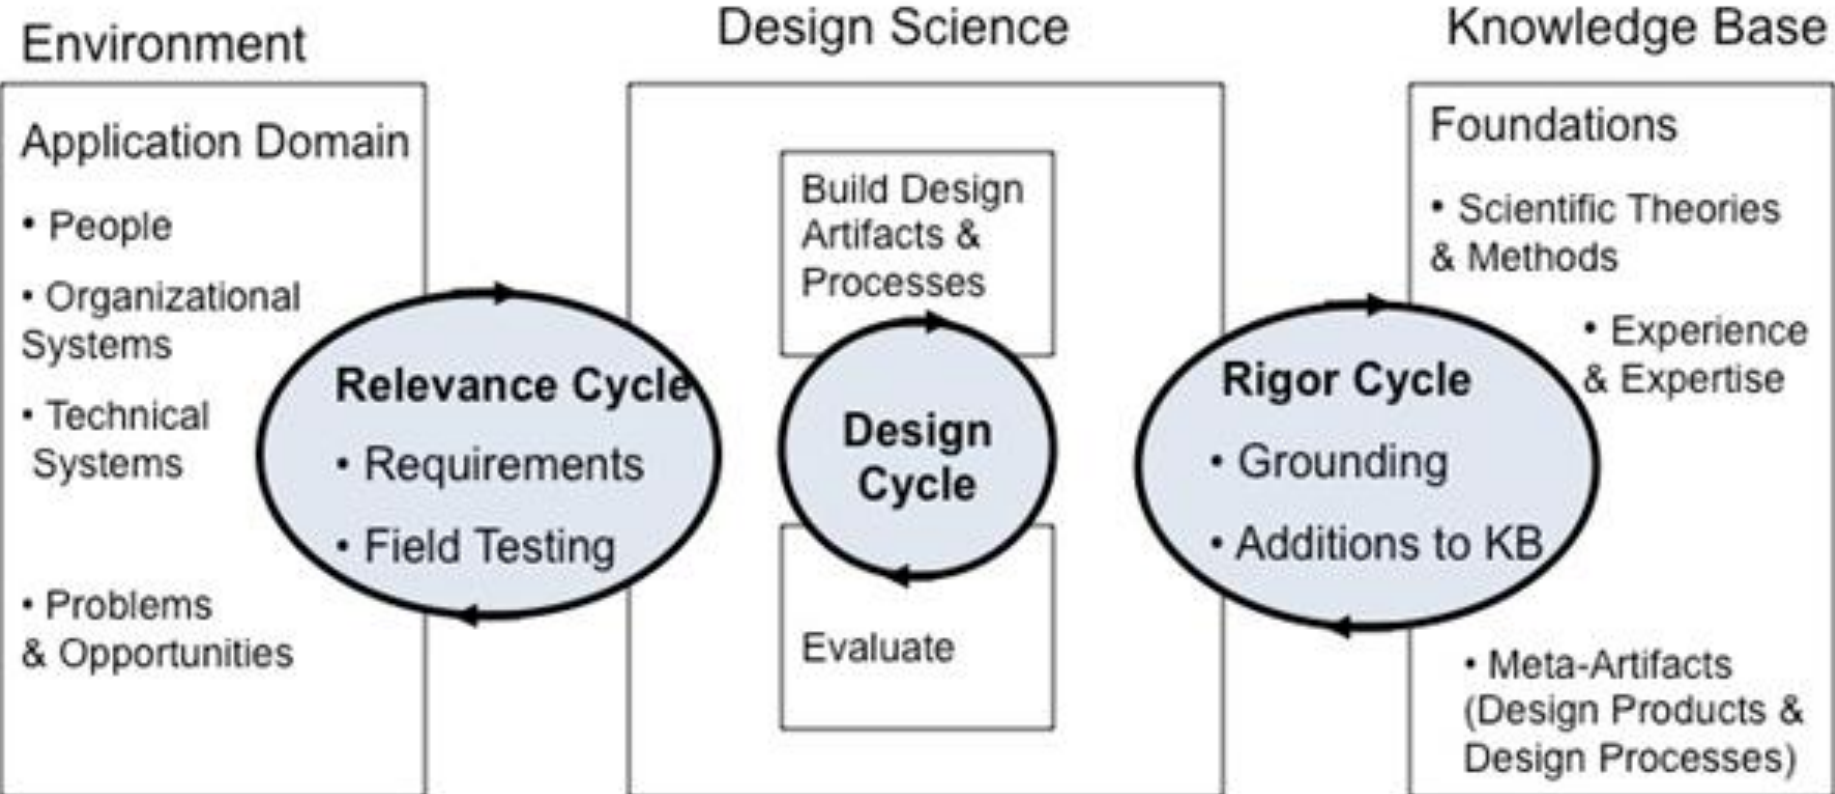 Environment
Application Domain
• People
• Organizational
Systems
• Technical
Systems
• Problems
& Opportunities
Relevance Cycle
• Requirements
• Field Testing
Design Science
Build Design
Artifacts &
Processes
Design
Cycle
Evaluate
Rigor Cycle
• Grounding
• Additions to KB
Knowledge Base
Foundations
• Scientific Theories
& Methods
• Experience
& Expertise
• Meta-Artifacts
(Design Products &
Design Processes)